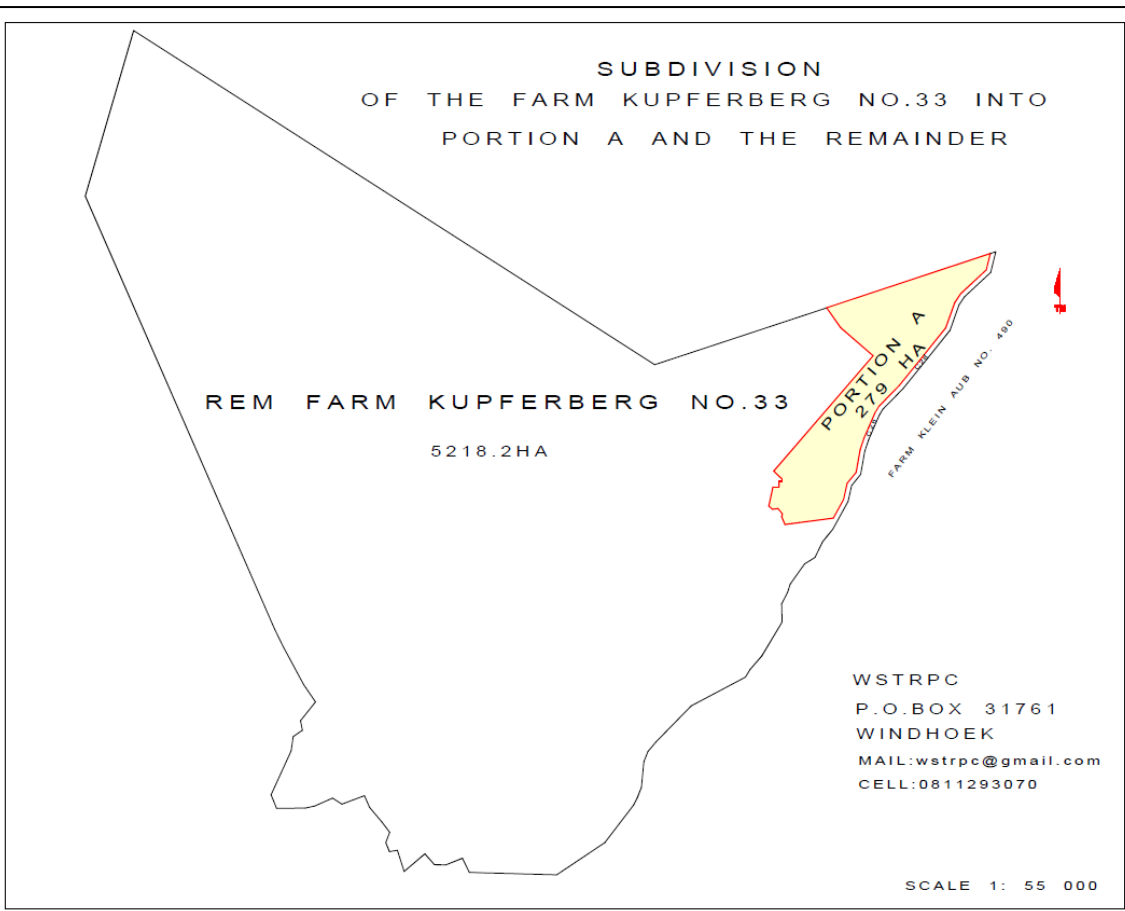 SUBDIVISION
OF THE FARM KUPFERBERG NO.33 INTO
PORTION A AND THE REMAINDER
PORTION A
279 HA
C26
C26
FARM KLEIN AUB NO. 490
REM FARM KUPFERBERG NO.33
5218.2HA
WSTRPC
P.O.BOX 31761
WINDHOEK
MAIL:wstrpc@gmail.com
CELL:0811293070
SCALE 1: 55 000